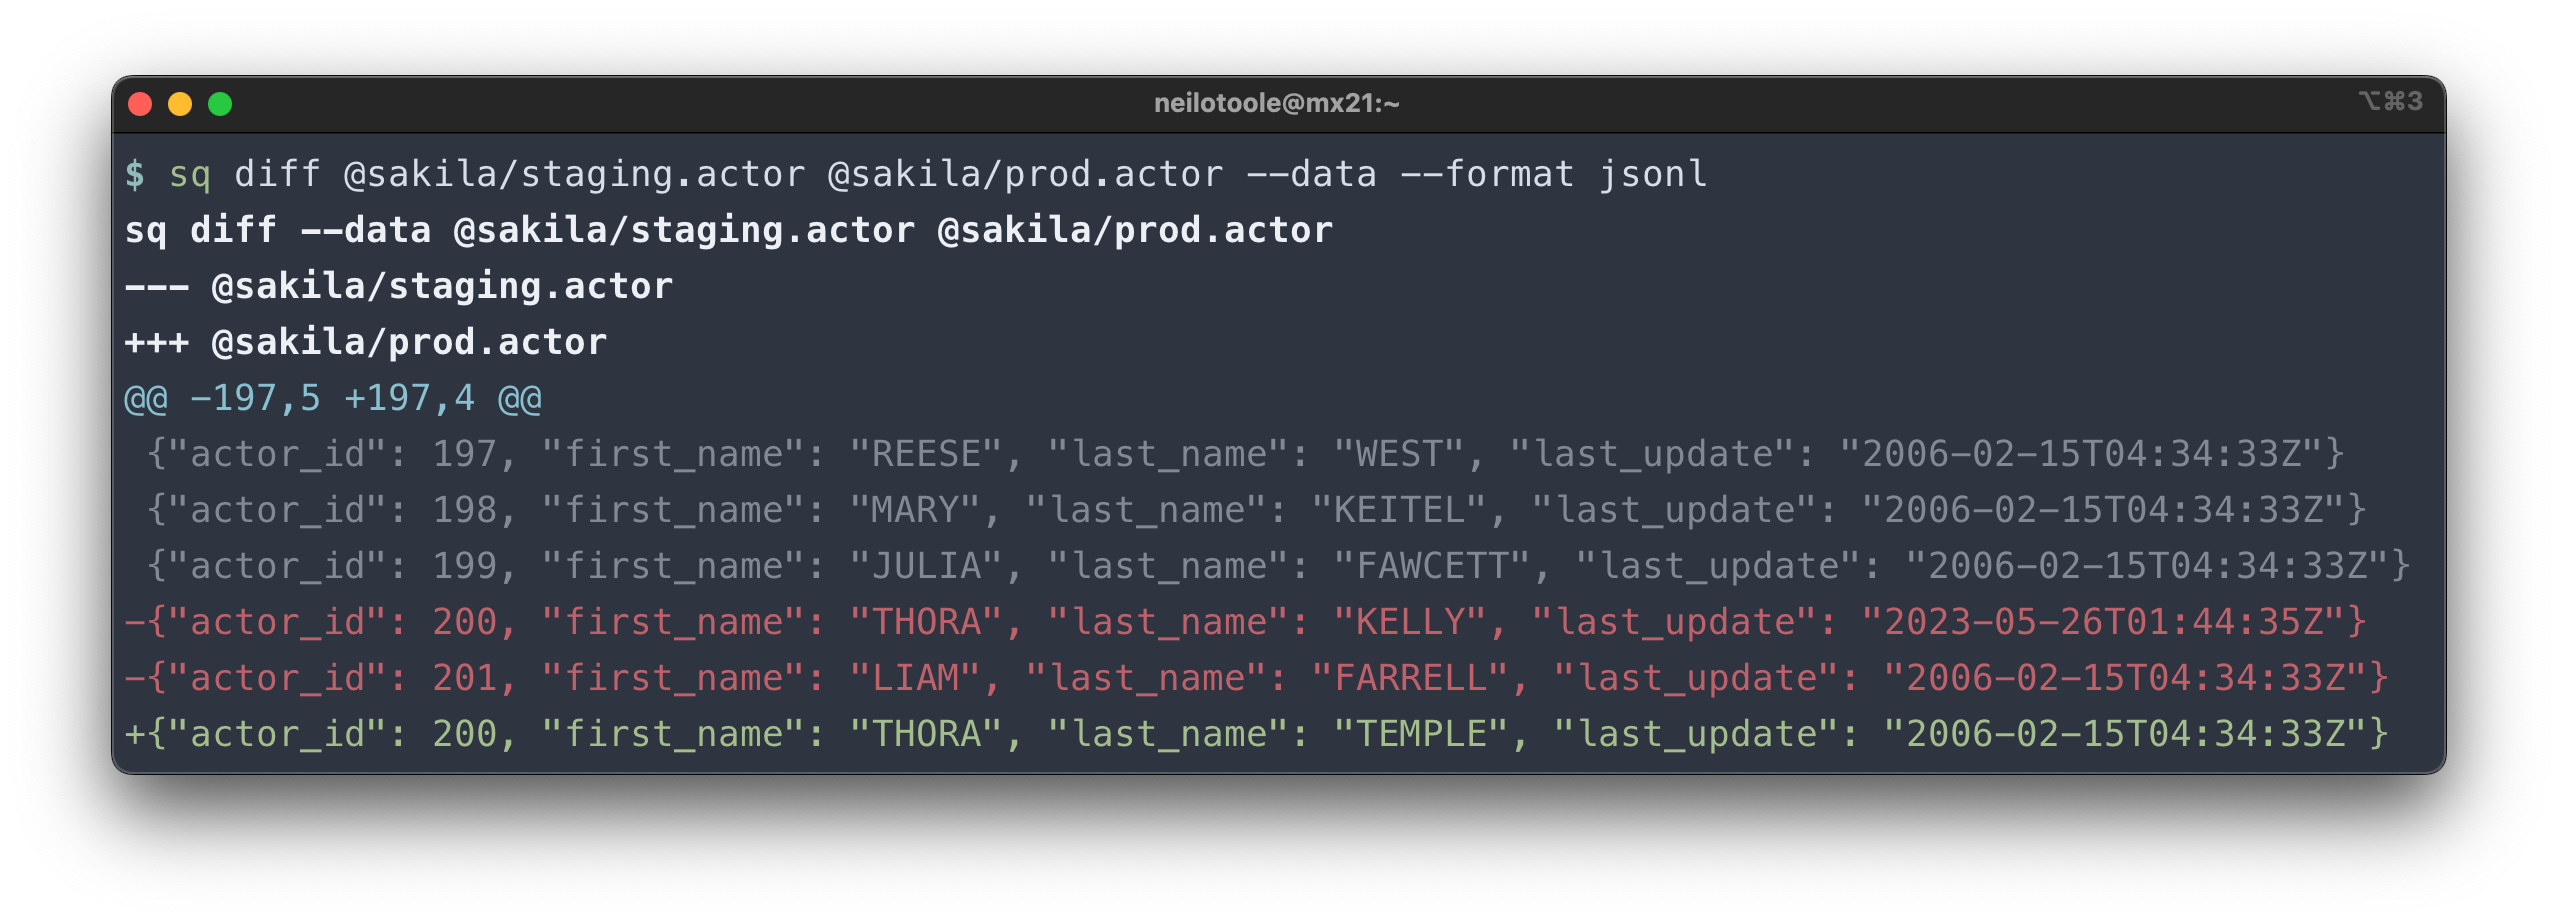 neilotoole@mx21:~ ⌥⌘3
$ sq diff @sakila/staging.actor @sakila/prod.actor --data --format jsonl
sq diff --data @sakila/staging.actor @sakila/prod.actor
--- @sakila/staging.actor
+++ @sakila/prod.actor
@@ -197,5 +197,4 @@
 {"actor_id": 197, "first_name": "REESE", "last_name": "WEST", "last_update": "2006-02-15T04:34:33Z"}
 {"actor_id": 198, "first_name": "MARY", "last_name": "KEITEL", "last_update": "2006-02-15T04:34:33Z"}
 {"actor_id": 199, "first_name": "JULIA", "last_name": "FAWCETT", "last_update": "2006-02-15T04:34:33Z"}
-{"actor_id": 200, "first_name": "THORA", "last_name": "KELLY", "last_update": "2023-05-26T01:44:35Z"}
-{"actor_id": 201, "first_name": "LIAM", "last_name": "FARRELL", "last_update": "2006-02-15T04:34:33Z"}
+{"actor_id": 200, "first_name": "THORA", "last_name": "TEMPLE", "last_update": "2006-02-15T04:34:33Z"}